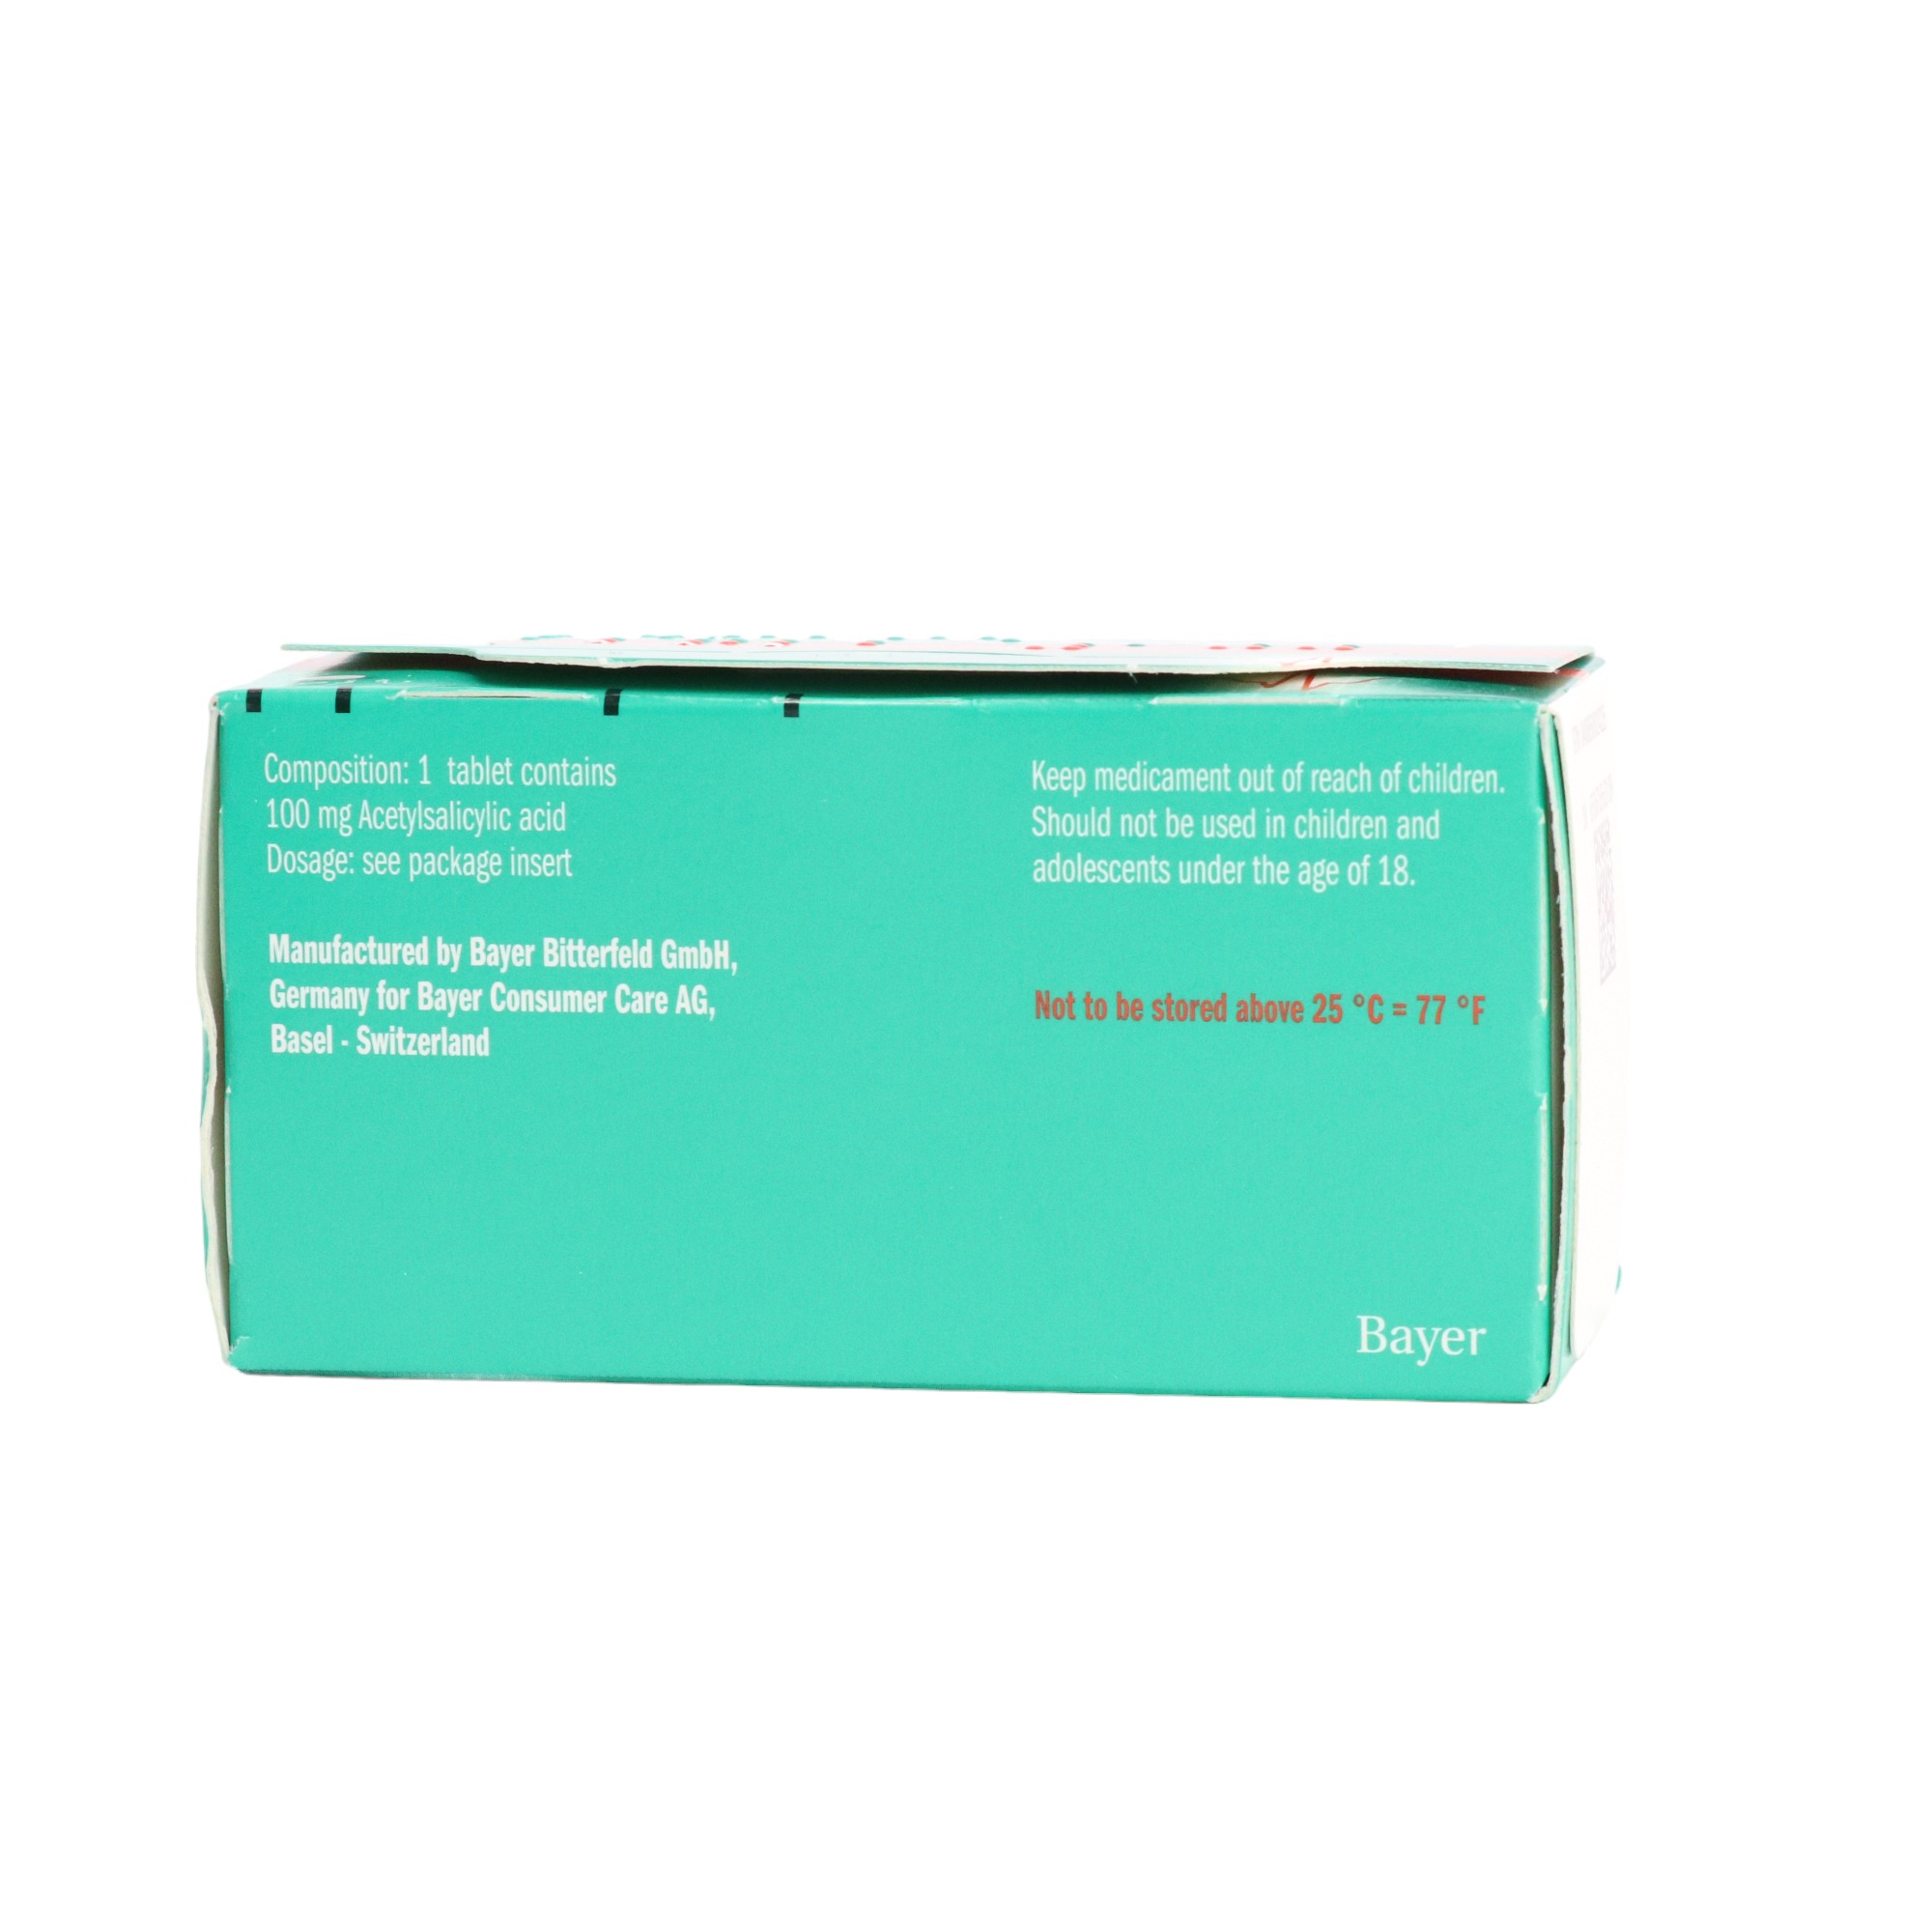 Composition: 1 tablet contains
100 mg Acetylsalicylic acid
Dosage: see package insert
Manufactured by Bayer Bitterfeld GmbH,
Germany for Bayer Consumer Care AG,
Basel - Switzerland
Keep medicament out of reach of children.
Should not be used in children and
adolescents under the age of 18.
Not to be stored above 25 °C = 77 °F
Bayer